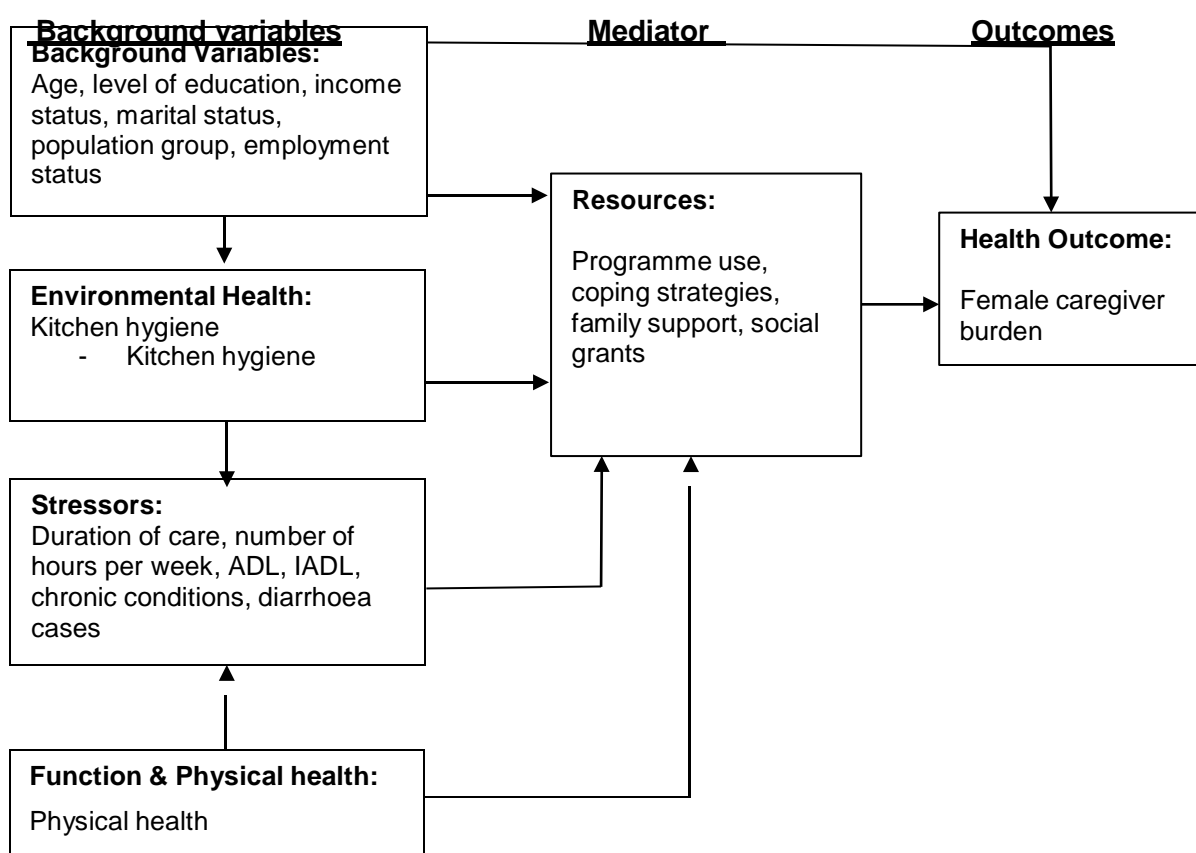 Background variables
Mediator
Outcomes
Background Variables:
Age, level of education, income
status, marital status,
population group, employment
status
Resources:
Programme use,
coping strategies,
family support, social
grants
Health Outcome:
Female caregiver
burden
Environmental Health:
Kitchen hygiene
- Kitchen hygiene
Stressors:
Duration of care, number of
hours per week, ADL, IADL,
chronic conditions, diarrhoea
cases
Function & Physical health:
Physical health